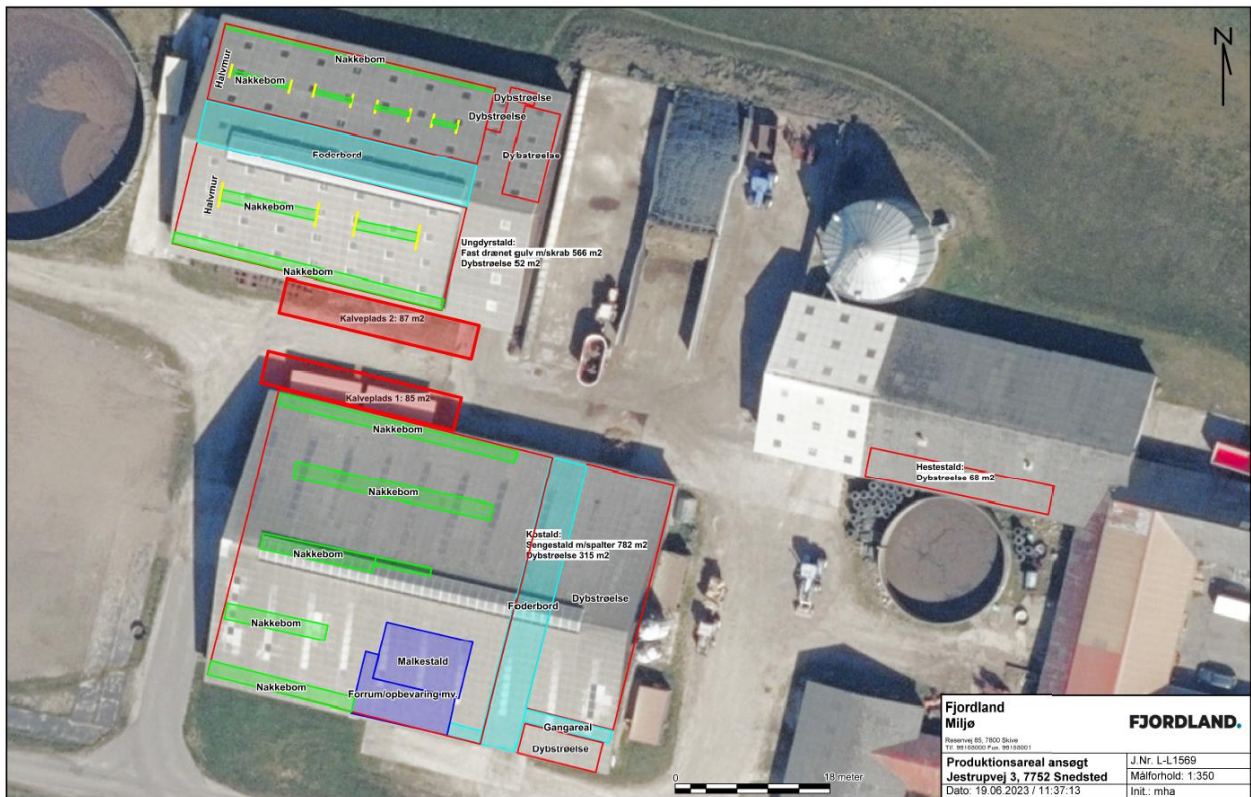 N
Nakkebom
Halvmur
Nakkebom
Dybstrøelse
Dybstrøelse
Dybstrøelse
Foderbord
Halvmur
Nakkebom
Ungdyrstald:
Fast drænet gulv m/skrab 566 m2
Dybstrøelse 52 m2
Nakkebom
Kalveplads 2: 87 m2
Kalveplads 1: 85 m2
Nakkebom
Hestestald:
Dybstrøelse 68 m2
Nakkebom
Kostald:
Sengestald m/spalter 782 m2
Dybstrøelse 315 m2
Nakkebom
Dybstrøelse
Foderbord
Nakkebom
Malkestald
Nakkebom
Forrum/opbevaring mv.
Gangareal
Dybstrøelse
0 18 meter
Fjordland
Miljø
FJORDLAND.
Resenvej 85, 7800 Skive
Produktionsareal ansøgt
Jestrupvej 3, 7752 Snedsted
Dato: 19.06.2023 / 11:37:13
J.Nr. L-L1569
Målforhold: 1:350
Init.: mha